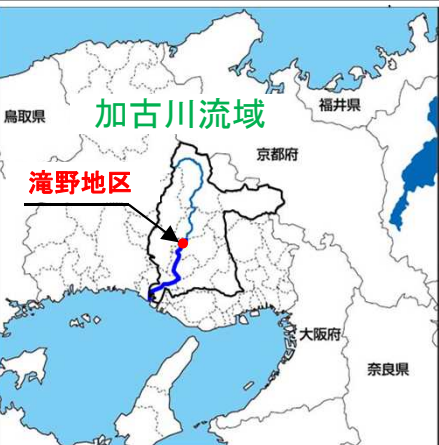 福井県
鳥取県
加古川流域
京都府
滝野地区
大阪府
奈良県